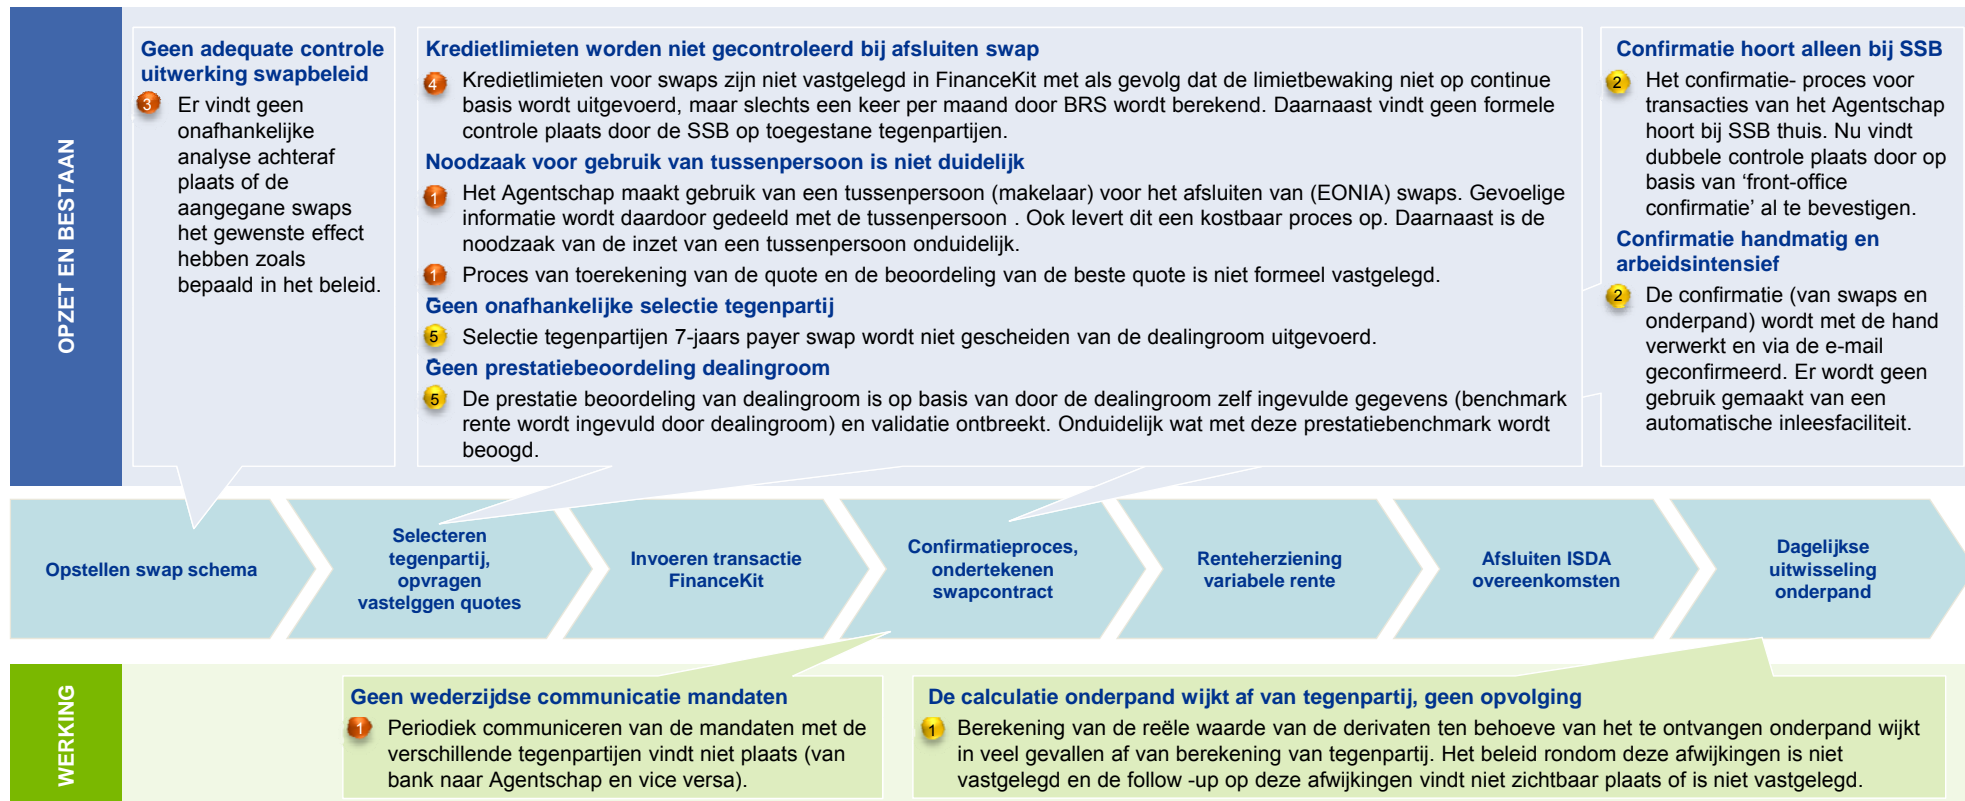 OPZET EN BESTAAN
Geen adequate controle
uitwerking swapbeleid
3 Er vindt geen
onafhankelijke
analyse achteraf
plaats of de
aangegane swaps
het gewenste effect
hebben zoals
bepaald in het beleid.
Kredietlimieten worden niet gecontroleerd bij afsluiten swap
4 Kredietlimieten voor swaps zijn niet vastgelegd in FinanceKit met als gevolg dat de limietbewaking niet op continue
basis wordt uitgevoerd, maar slechts een keer per maand door BRS wordt berekend. Daarnaast vindt geen formele
controle plaats door de SSB op toegestane tegenpartijen.
Noodzaak voor gebruik van tussenpersoon is niet duidelijk
1 Het Agentschap maakt gebruik van een tussenpersoon (makelaar) voor het afsluiten van (EONIA) swaps. Gevoelige
informatie wordt daardoor gedeeld met de tussenpersoon . Ook levert dit een kostbaar proces op. Daarnaast is de
noodzaak van de inzet van een tussenpersoon onduidelijk.
1 Proces van toerekening van de quote en de beoordeling van de beste quote is niet formeel vastgelegd.
Geen onafhankelijke selectie tegenpartij
5 Selectie tegenpartijen 7-jaars payer swap wordt niet gescheiden van de dealingroom uitgevoerd.
Geen prestatiebeoordeling dealingroom
5 De prestatie beoordeling van dealingroom is op basis van door de dealingroom zelf ingevulde gegevens (benchmark
rente wordt ingevuld door dealingroom) en validatie ontbreekt. Onduidelijk wat met deze prestatiebenchmark wordt
beoogd.
Confirmatie hoort alleen bij SSB
2 Het confirmatie- proces voor
transacties van het Agentschap
hoort bij SSB thuis. Nu vindt
dubbele controle plaats door op
basis van ‘front-office
confirmatie’ al te bevestigen.
Confirmatie handmatig en
arbeidsintensief
2 De confirmatie (van swaps en
onderpand) wordt met de hand
verwerkt en via de e-mail
geconfirmeerd. Er wordt geen
gebruik gemaakt van een
automatische inleesfaciliteit.
Opstellen swap schema
Selecteren
tegenpartij,
opvragen
vastelggen quotes
Invoeren transactie
FinanceKit
Confirmatieproces,
ondertekenen
swapcontract
Renteherziening
variabele rente
Afsluiten ISDA
overeenkomsten
Dagelijkse
uitwisseling
onderpand
WERKING
Geen wederzijdse communicatie mandaten
1 Periodiek communiceren van de mandaten met de
verschillende tegenpartijen vindt niet plaats (van
bank naar Agentschap en vice versa).
De calculatie onderpand wijkt af van tegenpartij, geen opvolging
1 Berekening van de reële waarde van de derivaten ten behoeve van het te ontvangen onderpand wijkt
in veel gevallen af van berekening van tegenpartij. Het beleid rondom deze afwijkingen is niet
vastgelegd en de follow -up op deze afwijkingen vindt niet zichtbaar plaats of is niet vastgelegd.